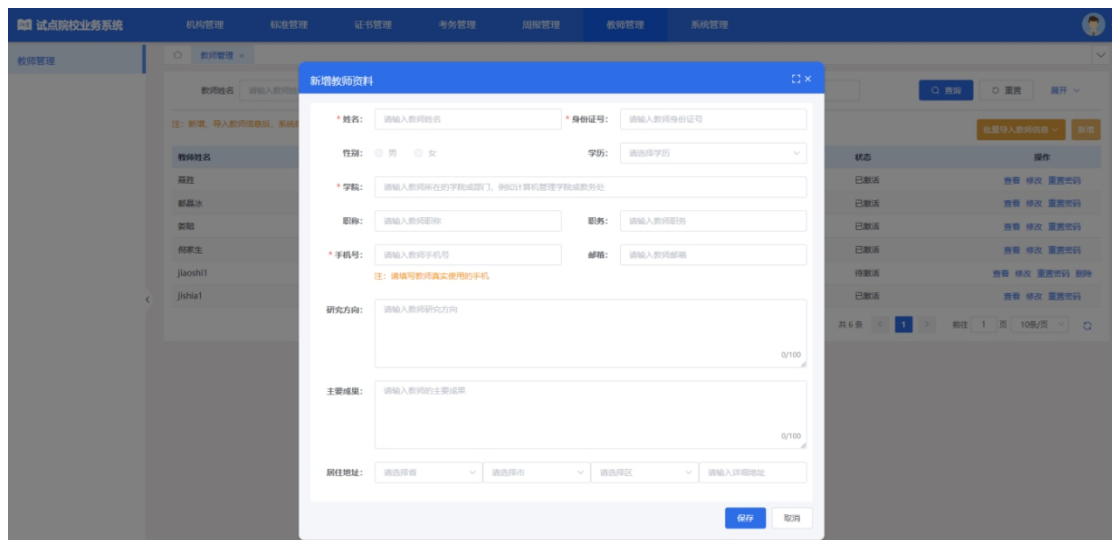 试点院校业务系统 机构管理 标准管理 证书管理 考务管理 周报管理 教师管理 系统管理
教师管理 教师管理 ×
新增教师资料
教师姓名 请输入教师姓名 查询 重置 展开
注：新增、导入教师信息后，系统 批量导入教师信息 新增
* 姓名： 请输入教师姓名 * 身份证号： 请输入教师身份证号
性别： 男 女 学历： 请选择学历
* 学院： 请输入教师所在的学院或部门，例如计算机管理学院或教务处
职称： 请输入教师职称 职务： 请输入教师职务
* 手机号： 请输入教师手机号 邮箱： 请输入教师邮箱
注：请填写教师真实使用的手机
研究方向： 请输入教师研究方向
0/100
主要成果： 请输入教师的主要成果
0/100
居住地址： 请选择省 请选择市 请选择区 请输入详细地址
保存 取消
教师姓名 状态 操作
已激活 查看 修改 重置密码
已激活 查看 修改 重置密码
已激活 查看 修改 重置密码
何家生 已激活 查看 修改 重置密码
jiaoshi1 待激活 查看 修改 重置密码 删除
jishia1 已激活 查看 修改 重置密码
共 6 条 1 前往 1 页 10条/页